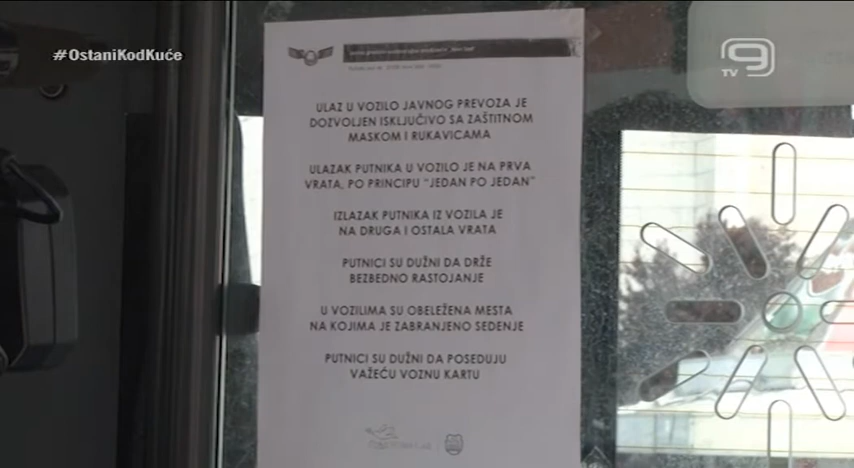 #OstaniKodKuće
9
TV
ULAZ U VOZILO JAVNOG PREVOZA JE
DOZVOLJEN ISKLJUČIVO SA ZAŠTITNOM
MASKOM I RUKAVICAMA
ULAZAK PUTNIKA U VOZILO JE NA PRVA
VRATA, PO PRINCIPU "JEDAN PO JEDAN"
IZLAZAK PUTNIKA IZ VOZILA JE
NA DRUGA I OSTALA VRATA
PUTNICI SU DUŽNI DA DRŽE
BEZBEDNO RASTOJANJE
U VOZILIMA SU OBELEŽENA MESTA
NA KOJIMA JE ZABRANJENO SEDENJE
PUTNICI SU DUŽNI DA POSEDUJU
VAŽEĆU VOZNU KARTU